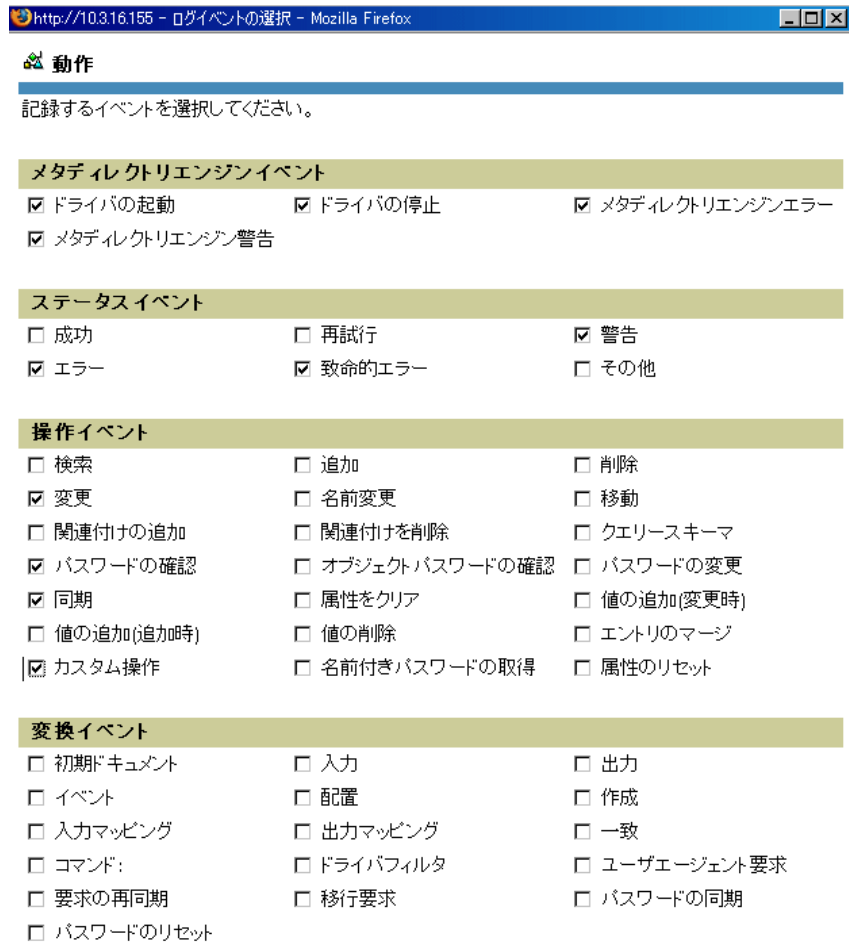 http://10.3.16.155 - ログイベントの選択 - Mozilla Firefox
動作
記録するイベントを選択してください。
メタディレクトリエンジンイベント
ドライバの起動 ドライバの停止 メタディレクトリエンジンエラー
メタディレクトリエンジン警告
ステータスイベント
成功 再試行 警告
エラー 致命的エラー その他
操作イベント
検索 追加 削除
変更 名前変更 移動
関連付けの追加 関連付けを削除 クエリースキーマ
パスワードの確認 オブジェクトパスワードの確認 パスワードの変更
同期 属性をクリア 値の追加(変更時)
値の追加(追加時) 値の削除 エントリのマージ
カスタム操作 名前付きパスワードの取得 属性のリセット
変換イベント
初期ドキュメント 入力 出力
イベント 配置 作成
入力マッピング 出力マッピング 一致
コマンド: ドライバフィルタ ユーザエージェント要求
要求の再同期 移行要求 パスワードの同期
パスワードのリセット